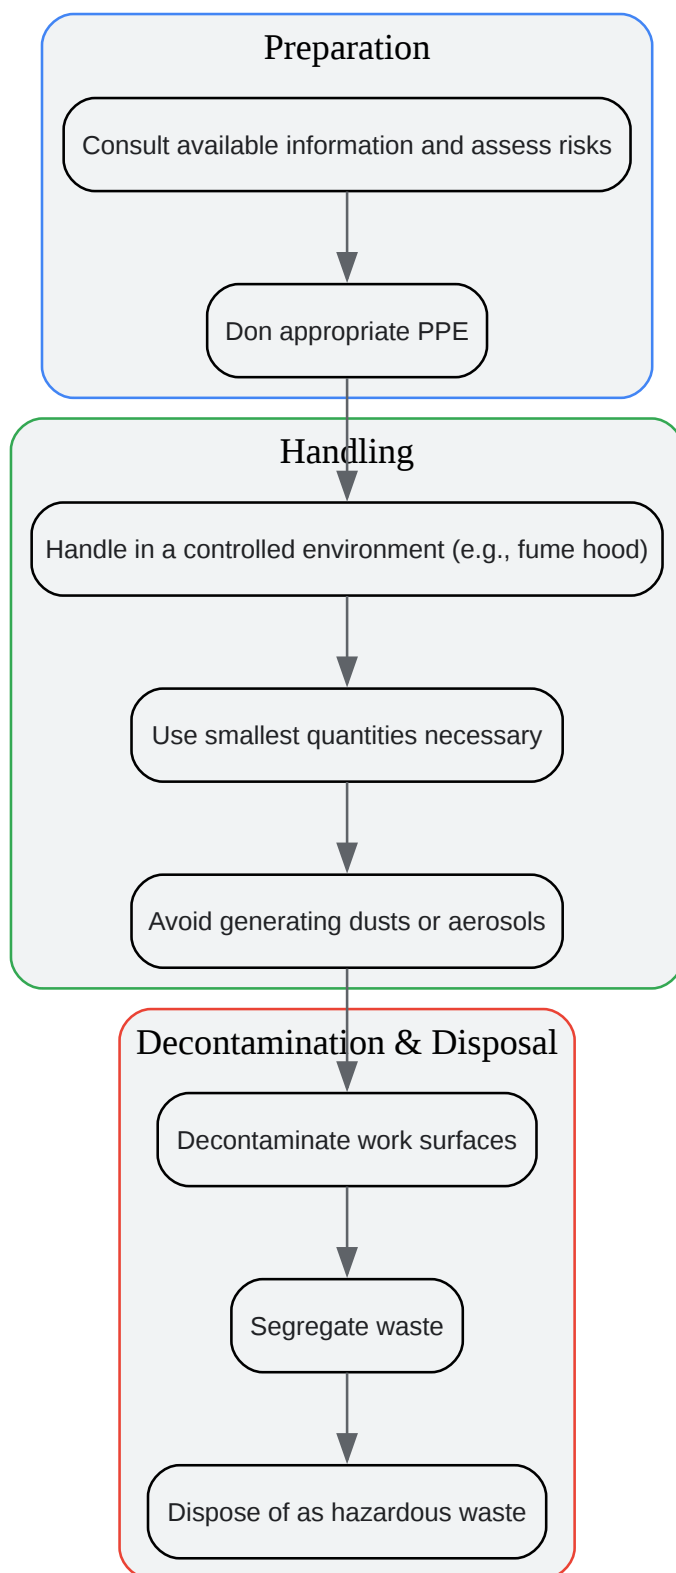 Preparation
Consult available information and assess risks
Don appropriate PPE
Handling
Handle in a controlled environment (e.g., fume hood)
Use smallest quantities necessary
Avoid generating dusts or aerosols
Decontamination & Disposal
Decontaminate work surfaces
Segregate waste
Dispose of as hazardous waste